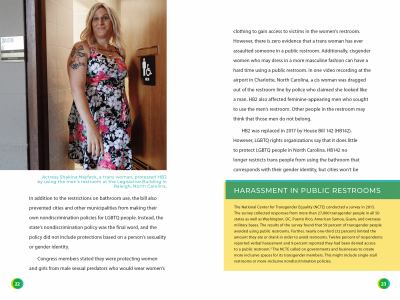 Actress Shakina Nayfack, a trans woman, protested HB2
by using the men's restroom at the Legislative Building in
Raleigh, North Carolina.
In addition to the restrictions on bathroom use, the bill also
prevented cities and other municipalities from making their
own nondiscrimination policies for LGBTQ people. Instead, the
state's nondiscrimination policy was the final word, and the
policy did not include protections based on a person's sexuality
or gender identity.
Congress members stated they were protecting women
and girls from male sexual predators who would wear women's
22
clothing to gain access to victims in the women's restroom.
However, there is zero evidence that a trans woman has ever
assaulted someone in a public restroom. Additionally, cisgender
women who may dress in a more masculine fashion can have a
hard time using a public restroom. In one video recording at the
airport in Charlotte, North Carolina, a cis woman was dragged
out of the restroom line by police who claimed she looked like
a man. HB2 also affected feminine-appearing men who sought
to use the men's restroom. Other people in the restroom may
think that those men do not belong.
HB2 was replaced in 2017 by House Bill 142 (HB142).
However, LGBTQ rights organizations say that it does little
to protect LGBTQ people in North Carolina. HB142 no
longer restricts trans people from using the bathroom that
corresponds with their gender identity, but cities won't be
HARASSMENT IN PUBLIC RESTROOMS
The National Center for Transgender Equality (NCTE) conducted a survey in 2015.
The survey collected responses from more than 27,000 transgender people in all 50
states as well as Washington, DC, Puerto Rico, American Samoa, Guam, and overseas
military bases. The results of the survey found that 59 percent of transgender people
avoided using public restrooms. Further, nearly one-third (32 percent) limited the
amount they ate or drank in order to avoid restrooms. Twelve percent of respondents
reported verbal harassment and 9 percent reported they had been denied access
to a public restroom. The NCTE called on governments and businesses to create
more inclusive spaces for its transgender members. This might include single-stall
restrooms or more inclusive nondiscrimination policies.
23